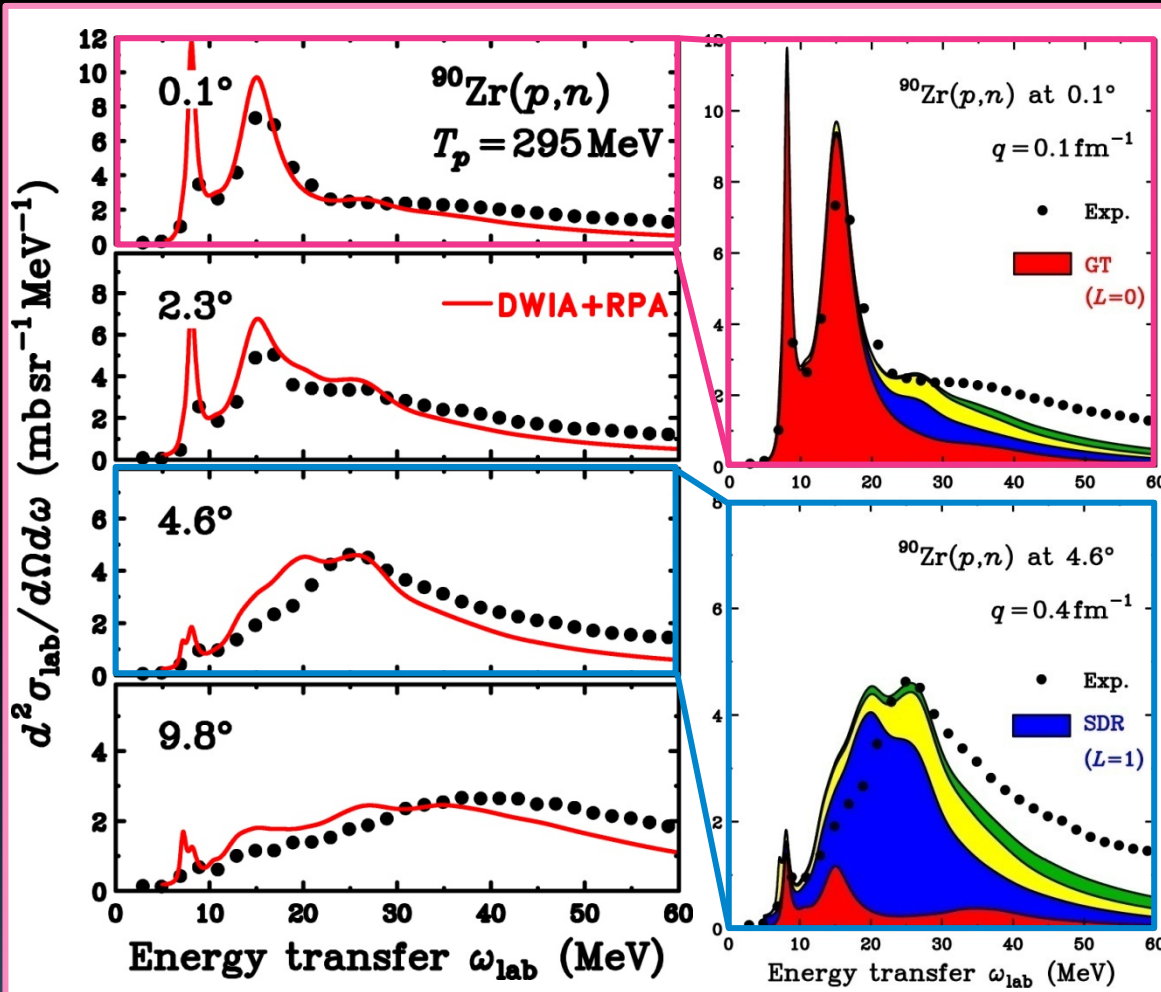 d²σ_lab/dΩdω (mb sr⁻¹ MeV⁻¹)
12
10
8
6
4
2
0
0.1°
⁹⁰Zr(p,n)
T_p=295 MeV
8
6
4
2
0
2.3°
DWIA+RPA
6
4
2
0
4.6°
4
2
0
9.8°
0 10 20 30 40 50 60
Energy transfer ω_lab (MeV)
12
10
8
6
4
2
0
⁹⁰Zr(p,n) at 0.1°
q=0.1 fm⁻¹
Exp.
GT
(L=0)
0 10 20 30 40 50 60
8
6
4
2
0
⁹⁰Zr(p,n) at 4.6°
q=0.4 fm⁻¹
Exp.
SDR
(L=1)
0 10 20 30 40 50 60
Energy transfer ω_lab (MeV)